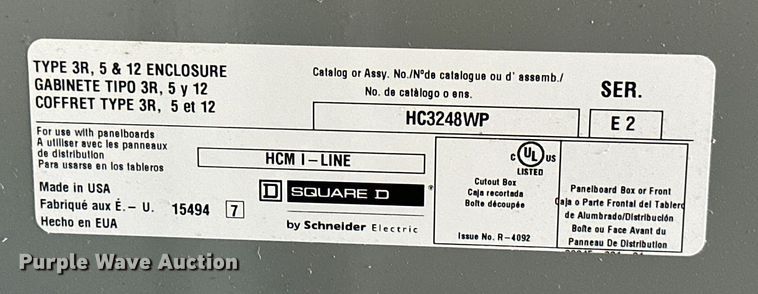 TYPE 3R, 5 & 12 ENCLOSURE
GABINETE TIPO 3R, 5 y 12
COFFRET TYPE 3R, 5 et 12
Catalog or Assy. No./N°de catalogue ou d' assemb./
No. de catàlogo o ens.
SER.
HC3248WP
E 2
For use with panelboards
A utiliser avec les panneaux
de distribution
Para usarse en los tableros
HCM I-LINE
C UL US
LISTED
Made in USA
Fabriqué aux É.- U.
Hecho en EUA
15494 7
D SQUARE D ®
by Schneider Electric
Cutout Box
Caja recortada
Boîte découpée
Issue No. R-4092
Panelboard Box or Front
Caja o Parte Frontal del Tablero
de Alumbrado/Distribución
Boîte ou Face Avant du
Panneau De Distribution
Purple Wave Auction